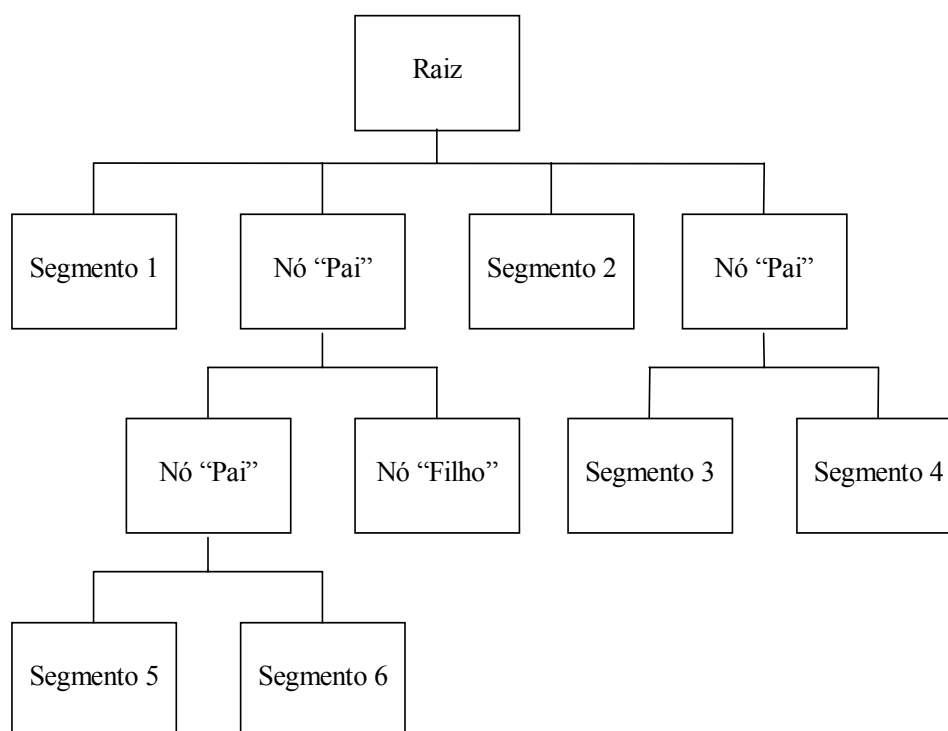 Raiz
Segmento 1
Nó “Pai”
Segmento 2
Nó “Pai”
Nó “Pai”
Nó “Filho”
Segmento 3
Segmento 4
Segmento 5
Segmento 6